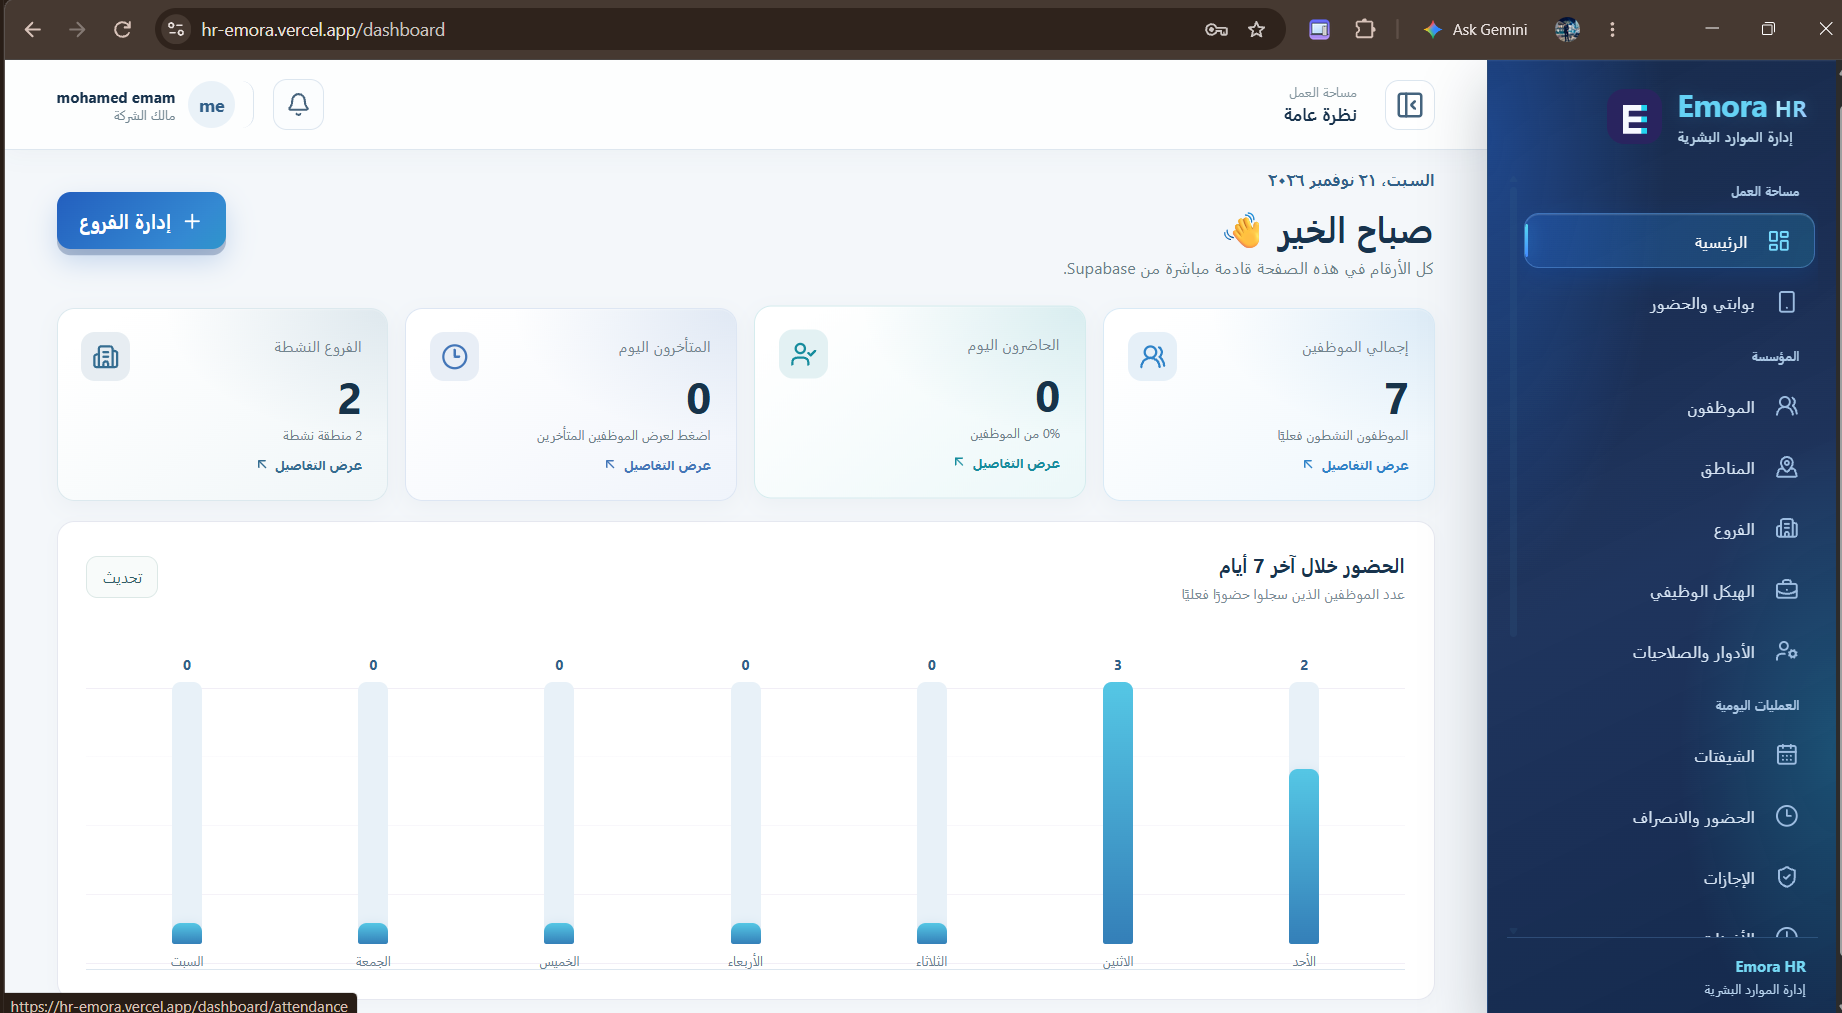 hr-emora.vercel.app/dashboard
Ask Gemini
Emora HR
إدارة الموارد البشرية
مساحة العمل
الرئيسية
بوابتي والحضور
المؤسسة
الموظفون
المناطق
الفروع
الهيكل الوظيفي
الأدوار والصلاحيات
العمليات اليومية
الشيفتات
الحضور والانصراف
الإجازات
Emora HR
إدارة الموارد البشرية
مساحة العمل
نظرة عامة
mohamed emam
مالك الشركة
me
السبت، ٢١ نوفمبر ٢٠٢٦
صباح الخير 👋
كل الأرقام في هذه الصفحة قادمة مباشرة من Supabase.
+ إدارة الفروع
إجمالي الموظفين
7
الموظفون النشطون فعليًا
عرض التفاصيل
الحاضرون اليوم
0
0% من الموظفين
عرض التفاصيل
المتأخرون اليوم
0
اضغط لعرض الموظفين المتأخرين
عرض التفاصيل
الفروع النشطة
2
2 منطقة نشطة
عرض التفاصيل
الحضور خلال آخر 7 أيام
عدد الموظفين الذين سجلوا حضورًا فعليًا
تحديث
2 3 0 0 0 0 0
الأحد الاثنين الثلاثاء الأربعاء الخميس الجمعة السبت
https://hr-emora.vercel.app/dashboard/attendance